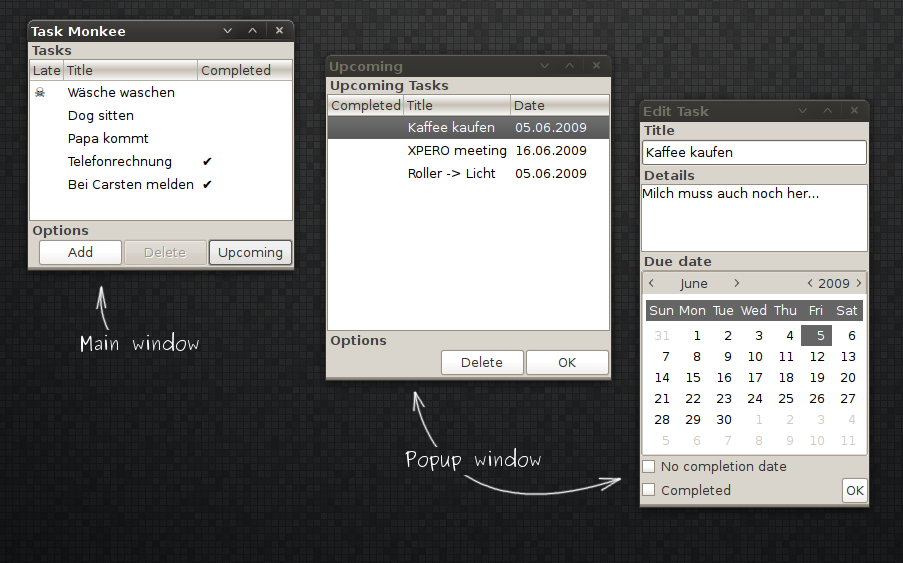 Task Monkee
Tasks
Late Title Completed
☠ Wäsche waschen
Dog sitten
Papa kommt
Telefonrechnung ✔
Bei Carsten melden ✔
Options
Add Delete Upcoming
Main window
Upcoming
Upcoming Tasks
Completed Title Date
Kaffee kaufen 05.06.2009
XPERO meeting 16.06.2009
Roller -> Licht 05.06.2009
Options
Delete OK
Popup window
Edit Task
Title
Kaffee kaufen
Details
Milch muss auch noch her...
Due date
< June > < 2009 >
Sun Mon Tue Wed Thu Fri Sat
31 1 2 3 4 5 6
7 8 9 10 11 12 13
14 15 16 17 18 19 20
21 22 23 24 25 26 27
28 29 30 1 2 3 4
5 6 7 8 9 10 11
No completion date
Completed OK